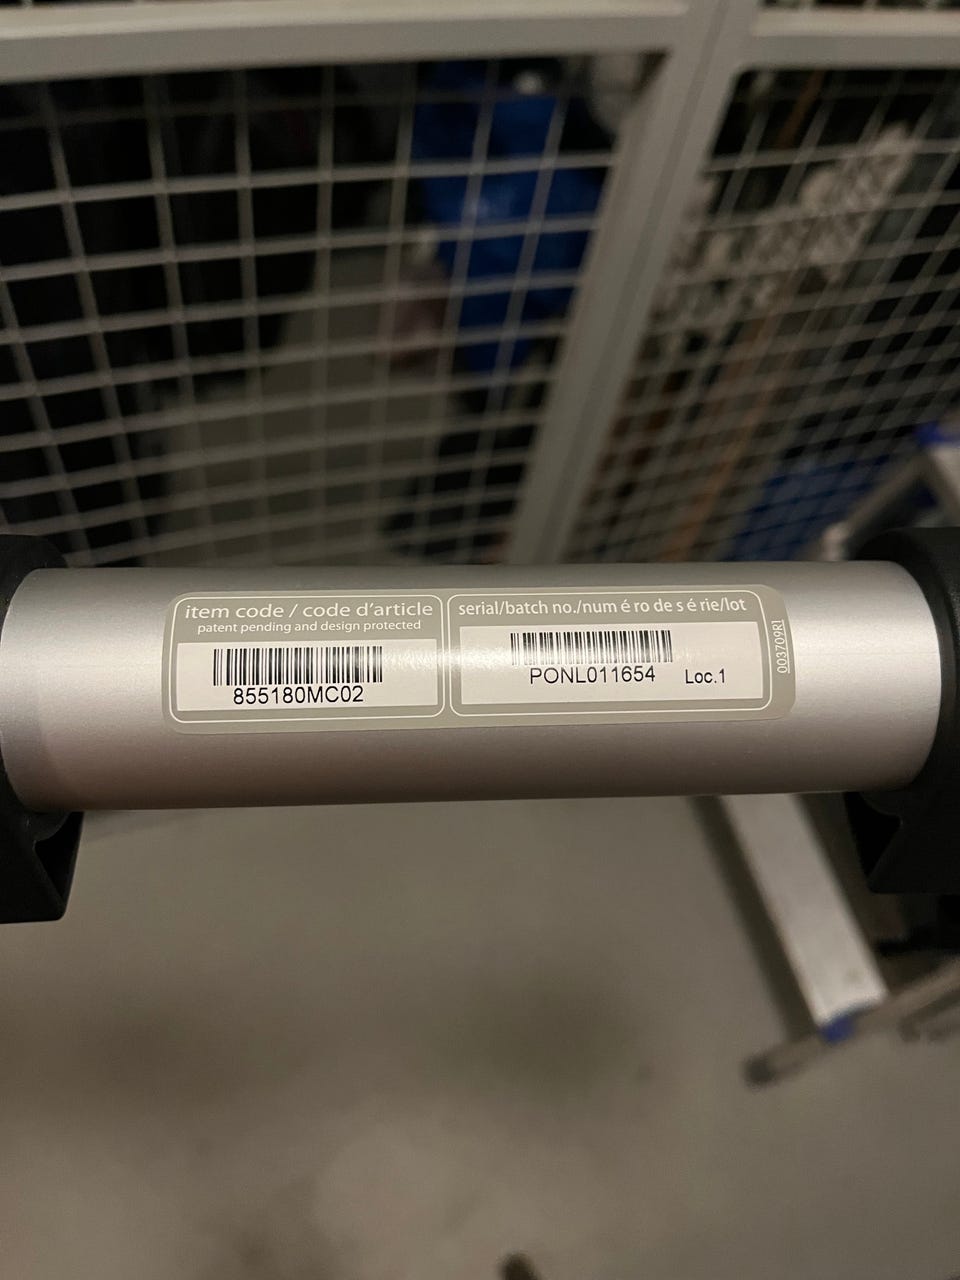 item code / code d'article
patent pending and design protected
855180MC02
serial/batch no./num é ro de s é rie/lot
PONL011654 Loc.1
003709R1